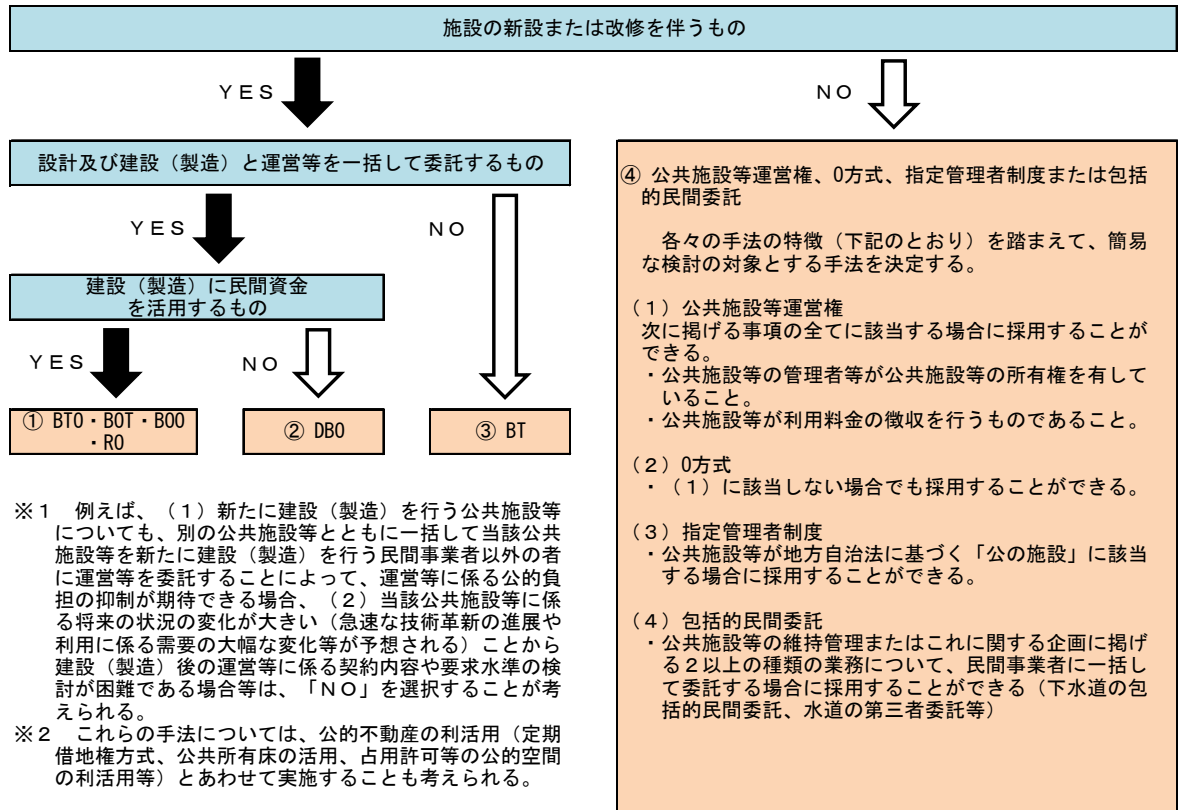 施設の新設または改修を伴うもの
YES
NO
設計及び建設（製造）と運営等を一括して委託するもの
YES
NO
建設（製造）に民間資金
を活用するもの
YES
NO
① BTO・BOT・BOO
・RO
② DBO
③ BT
④ 公共施設等運営権、O方式、指定管理者制度または包括
的民間委託
各々の手法の特徴（下記のとおり）を踏まえて、簡易
な検討の対象とする手法を決定する。
（１）公共施設等運営権
次に掲げる事項の全てに該当する場合に採用することが
できる。
・公共施設等の管理者等が公共施設等の所有権を有して
いること。
・公共施設等が利用料金の徴収を行うものであること。
（２）O方式
・（１）に該当しない場合でも採用することができる。
（３）指定管理者制度
・公共施設等が地方自治法に基づく「公の施設」に該当
する場合に採用することができる。
（４）包括的民間委託
・公共施設等の維持管理またはこれに関する企画に掲げ
る２以上の種類の業務について、民間事業者に一括し
て委託する場合に採用することができる（下水道の包
括的民間委託、水道の第三者委託等）
※１　例えば、（１）新たに建設（製造）を行う公共施設等
についても、別の公共施設等とともに一括して当該公共
施設等を新たに建設（製造）を行う民間事業者以外の者
に運営等を委託することによって、運営等に係る公的負
担の抑制が期待できる場合、（２）当該公共施設等に係
る将来の状況の変化が大きい（急速な技術革新の進展や
利用に係る需要の大幅な変化等が予想される）ことから
建設（製造）後の運営等に係る契約内容や要求水準の検
討が困難である場合等は、「ＮＯ」を選択することが考
えられる。
※２　これらの手法については、公的不動産の利活用（定期
借地権方式、公共所有床の活用、占用許可等の公的空間
の利活用等）とあわせて実施することも考えられる。